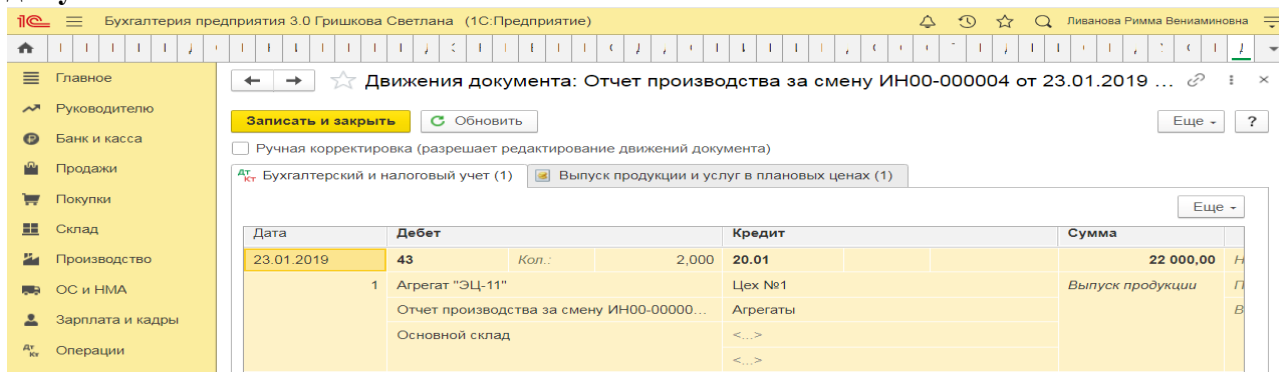 1С Бухгалтерия предприятия 3.0 Гришкова Светлана (1С:Предприятие) Ливанова Римма Вениаминовна
Главное
Руководителю
Банк и касса
Продажи
Покупки
Склад
Производство
ОС и НМА
Зарплата и кадры
Операции
Движения документа: Отчет производства за смену ИН00-000004 от 23.01.2019 ...
Записать и закрыть Обновить Еще ?
Ручная корректировка (разрешает редактирование движений документа)
Дт Кт Бухгалтерский и налоговый учет (1) Выпуск продукции и услуг в плановых ценах (1)
Еще
Дата Дебет Кредит Сумма
23.01.2019 43 Кол.: 2,000 20.01 22 000,00 Н
1 Агрегат "ЭЦ-11" Цех №1 Выпуск продукции П
Отчет производства за смену ИН00-00000... Агрегаты В
Основной склад <...>
<...>